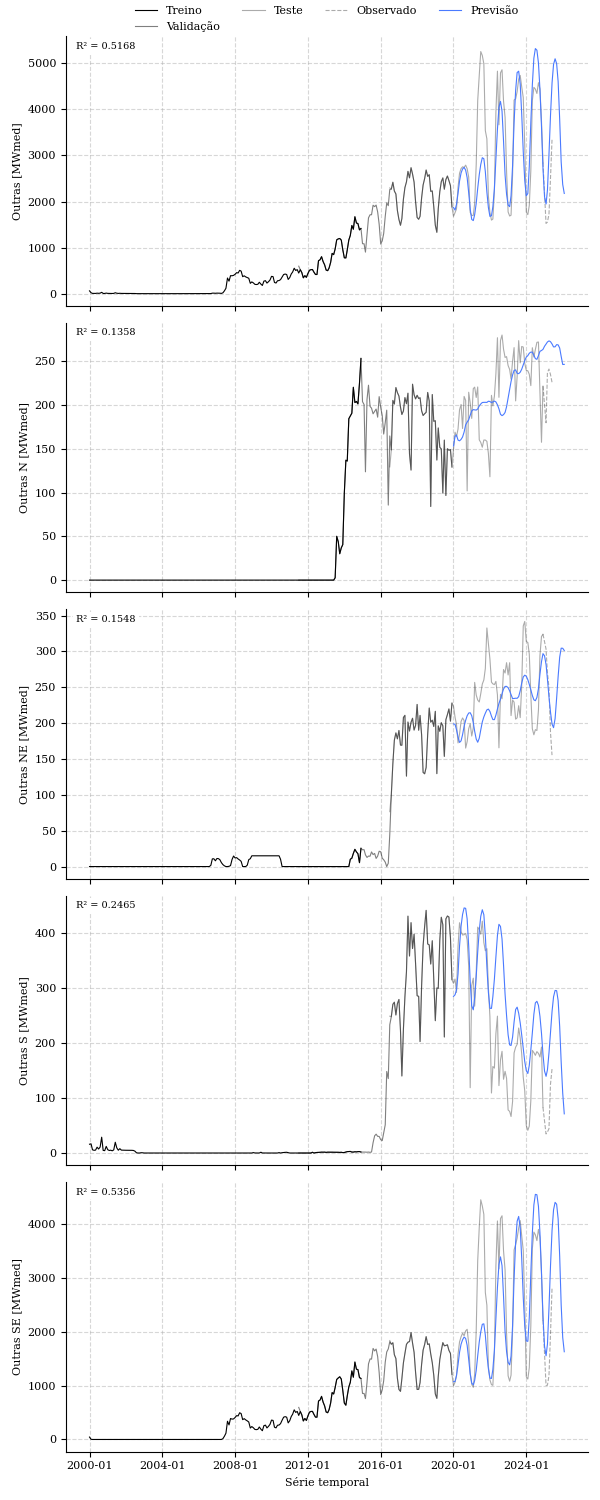 Treino Teste Observado Previsão
Validação
R² = 0.5168
Outras [MWmed]
5000
4000
3000
2000
1000
0
R² = 0.1358
Outras N [MWmed]
250
200
150
100
50
0
R² = 0.1548
Outras NE [MWmed]
350
300
250
200
150
100
50
0
R² = 0.2465
Outras S [MWmed]
400
300
200
100
0
R² = 0.5356
Outras SE [MWmed]
4000
3000
2000
1000
0
2000-01 2004-01 2008-01 2012-01 2016-01 2020-01 2024-01
Série temporal